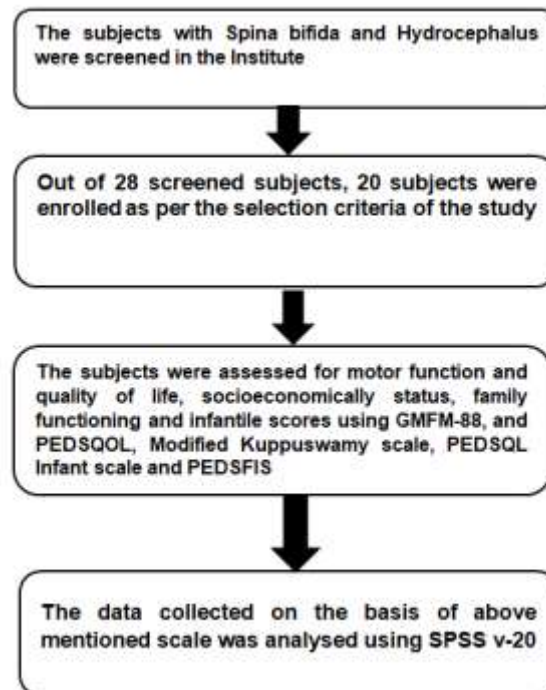 The subjects with Spina bifida and Hydrocephalus
were screened in the Institute
Out of 28 screened subjects, 20 subjects were
enrolled as per the selection criteria of the study
The subjects were assessed for motor function and
quality of life, socioeconomically status, family
functioning and infantile scores using GMFM-88, and
PEDSQOL, Modified Kuppuswamy scale, PEDSQL
Infant scale and PEDSFIS
The data collected on the basis of above
mentioned scale was analysed using SPSS v-20